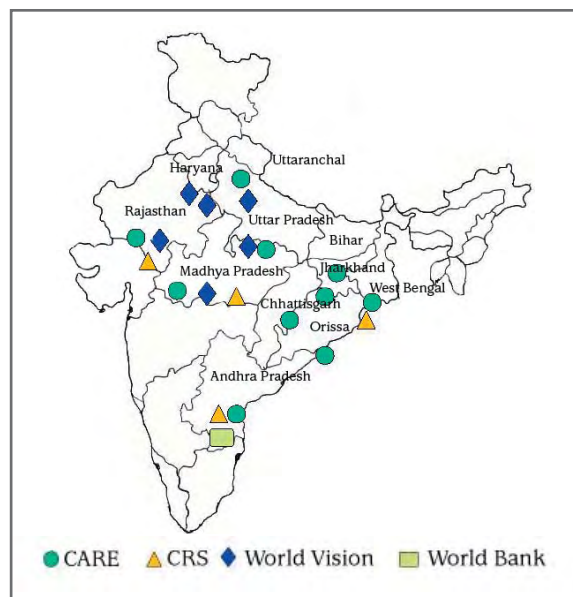 Uttaranchal
Haryana
Rajasthan
Uttar Pradesh
Bihar
Madhya Pradesh
Jharkhand
West Bengal
Chhattisgarh
Orissa
Andhra Pradesh
CARE CRS World Vision World Bank